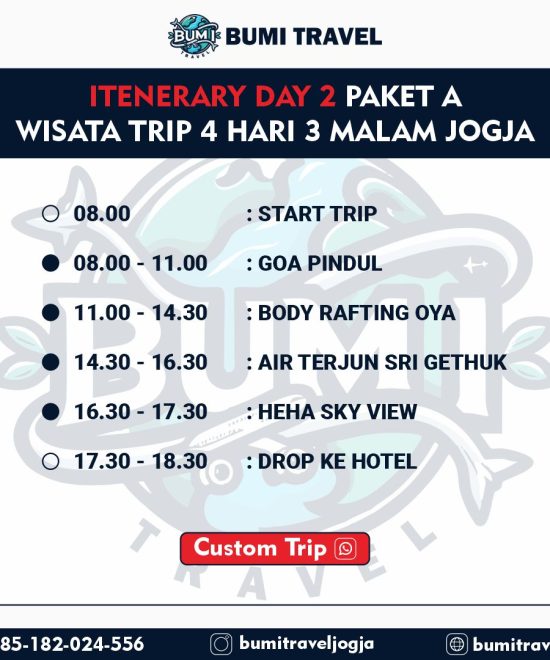 BUMI
TRAVEL
BUMI TRAVEL
ITENERARY DAY 2 PAKET A
WISATA TRIP 4 HARI 3 MALAM JOGJA
08.00 : START TRIP
08.00 - 11.00 : GOA PINDUL
11.00 - 14.30 : BODY RAFTING OYA
14.30 - 16.30 : AIR TERJUN SRI GETHUK
16.30 - 17.30 : HEHA SKY VIEW
17.30 - 18.30 : DROP KE HOTEL
BUMI
TRAVEL
Custom Trip
85-182-024-556 bumitraveljogja bumitrav